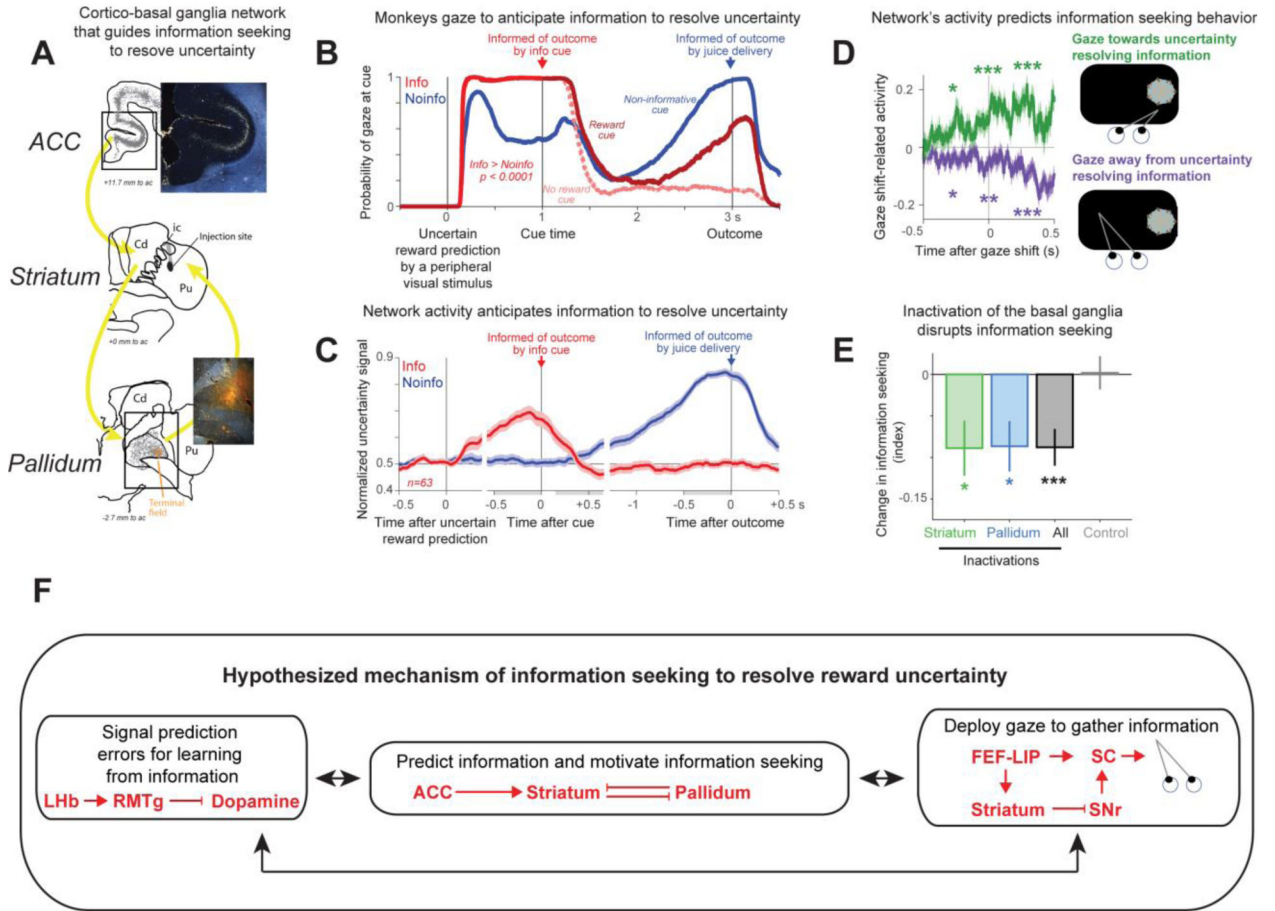 Cortico-basal ganglia network
that guides information seeking
to resove uncertainty
A
ACC
+11.7 mm to ac
Striatum
Cd
ic
Injection site
Pu
+0 mm to ac
Pallidum
Cd
Pu
Terminal
field
-2.7 mm to ac
Monkeys gaze to anticipate information to resolve uncertainty
B
Informed of outcome
by info cue
Informed of outcome
by juice delivery
Info
Noinfo
Non-informative
cue
Reward
cue
Info > Noinfo
p < 0.0001
No reward
cue
Probability of gaze at cue
1
0
0
1
2
3 s
Uncertain
reward prediction
by a peripheral
visual stimulus
Cue time
Outcome
Network activity anticipates information to resolve uncertainty
C
Informed of outcome
by info cue
Informed of outcome
by juice delivery
Info
Noinfo
Normalized uncertainty signal
0.9
0.5
0.4
n=63
-0.5 0 -0.5 0 +0.5 -1 0 +0.5 s
Time after uncertain
reward prediction
Time after cue
Time after outcome
Network's activity predicts information seeking behavior
D
Gaze towards uncertainty
resolving information
Gaze away from uncertainty
resolving information
* *** ***
* ** ***
Gaze shift-related activirty
0.2
0
-0.2
-0.5 0 0.5
Time after gaze shift (s)
Inactivation of the basal ganglia
disrupts information seeking
E
Change in information seeking
(index)
0
-0.15
* * ***
Striatum Pallidum All Control
Inactivations
F
Hypothesized mechanism of information seeking to resolve reward uncertainty
Signal prediction
errors for learning
from information
LHb RMTg Dopamine
Predict information and motivate information seeking
ACC Striatum Pallidum
Deploy gaze to gather information
FEF-LIP SC
Striatum SNr